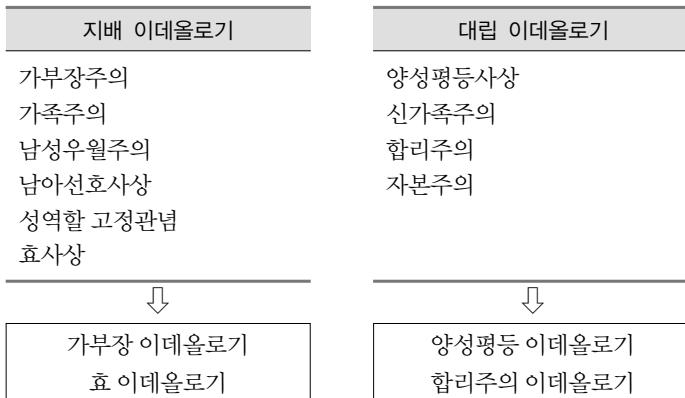 지배 이데올로기
가부장주의
가족주의
남성우월주의
남아선호사상
성역할 고정관념
효사상
가부장 이데올로기
효 이데올로기
대립 이데올로기
양성평등사상
신가족주의
합리주의
자본주의
양성평등 이데올로기
합리주의 이데올로기